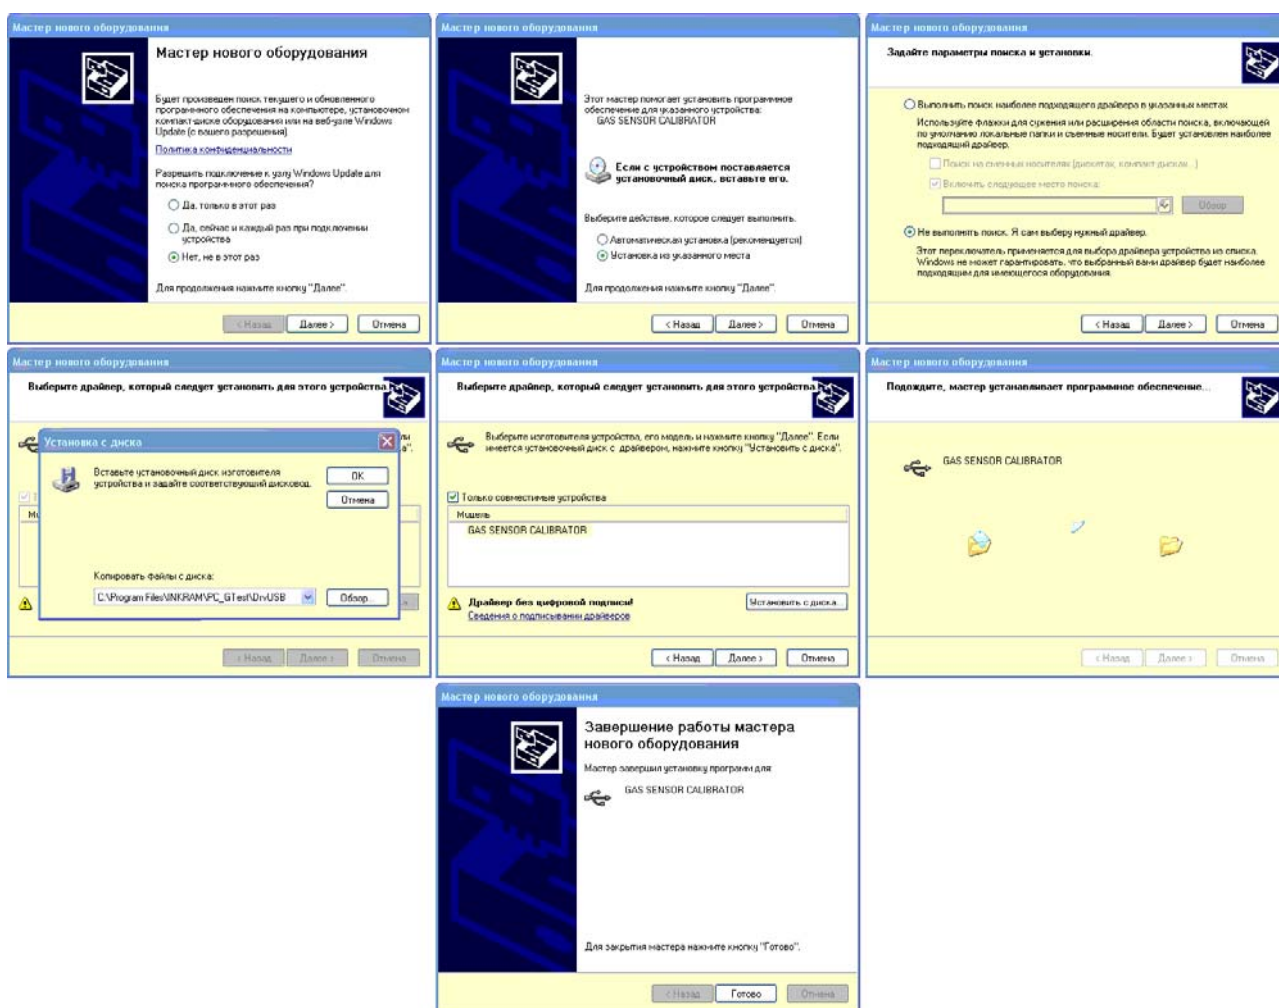 Мастер нового оборудования
Мастер нового оборудования
Будет произведен поиск текущего и обновленного
программного обеспечения на компьютере, установочном
компакт-диске оборудования или на веб-узле Windows
Update (с вашего разрешения)
Политика конфиденциальности
Разрешить подключение к узлу Windows Update для
поиска программного обеспечения?
Да, только в этот раз
Да, сейчас и каждый раз при подключении
устройства
Нет, не в этот раз
Для продолжения нажмите кнопку "Далее".
< Назад
Далее >
Отмена
Мастер нового оборудования
Этот мастер помогает установить программное
обеспечение для указанного устройства:
GAS SENSOR CALIBRATOR
Если с устройством поставляется
установочный диск, вставьте его.
Выберите действие, которое следует выполнить.
Автоматическая установка (рекомендуется)
Установка из указанного места
Для продолжения нажмите кнопку "Далее".
< Назад
Далее >
Отмена
Мастер нового оборудования
Задайте параметры поиска и установки.
Выполнить поиск наиболее подходящего драйвера в указанных местах.
Используйте флажки для сужения или расширения области поиска, включающей
по умолчанию локальные папки и съемные носители. Будет установлен наиболее
подходящий драйвер.
Поиск на сменных носителях (дискетах, компакт-дисках...)
Включить следующее место поиска:
Обзор
Не выполнять поиск. Я сам выберу нужный драйвер.
Этот переключатель применяется для выбора драйвера устройства из списка.
Windows не может гарантировать, что выбранный вами драйвер будет наиболее
подходящим для имеющегося оборудования.
< Назад
Далее >
Отмена
Мастер нового оборудования
Выберите драйвер, который следует установить для этого устройства
Установка с диска
Вставьте установочный диск изготовителя
устройства и задайте соответствующий дисковод.
OK
Отмена
Копировать файлы с диска:
C:\Program Files\INKRAM\PC_GTest\DrvUSB
Обзор...
< Назад
Далее >
Отмена
Мастер нового оборудования
Выберите драйвер, который следует установить для этого устройства
Выберите изготовителя устройства, его модель и нажмите кнопку "Далее". Если
имеется установочный диск с драйвером, нажмите кнопку "Установить с диска".
Только совместимые устройства
Модель
GAS SENSOR CALIBRATOR
Драйвер без цифровой подписи!
Сведения о подписывании драйверов
Установить с диска...
< Назад
Далее >
Отмена
Мастер нового оборудования
Подождите, мастер устанавливает программное обеспечение...
GAS SENSOR CALIBRATOR
< Назад
Далее >
Отмена
Мастер нового оборудования
Завершение работы мастера
нового оборудования
Мастер завершил установку программ для:
GAS SENSOR CALIBRATOR
Для закрытия мастера нажмите кнопку "Готово".
< Назад
Готово
Отмена